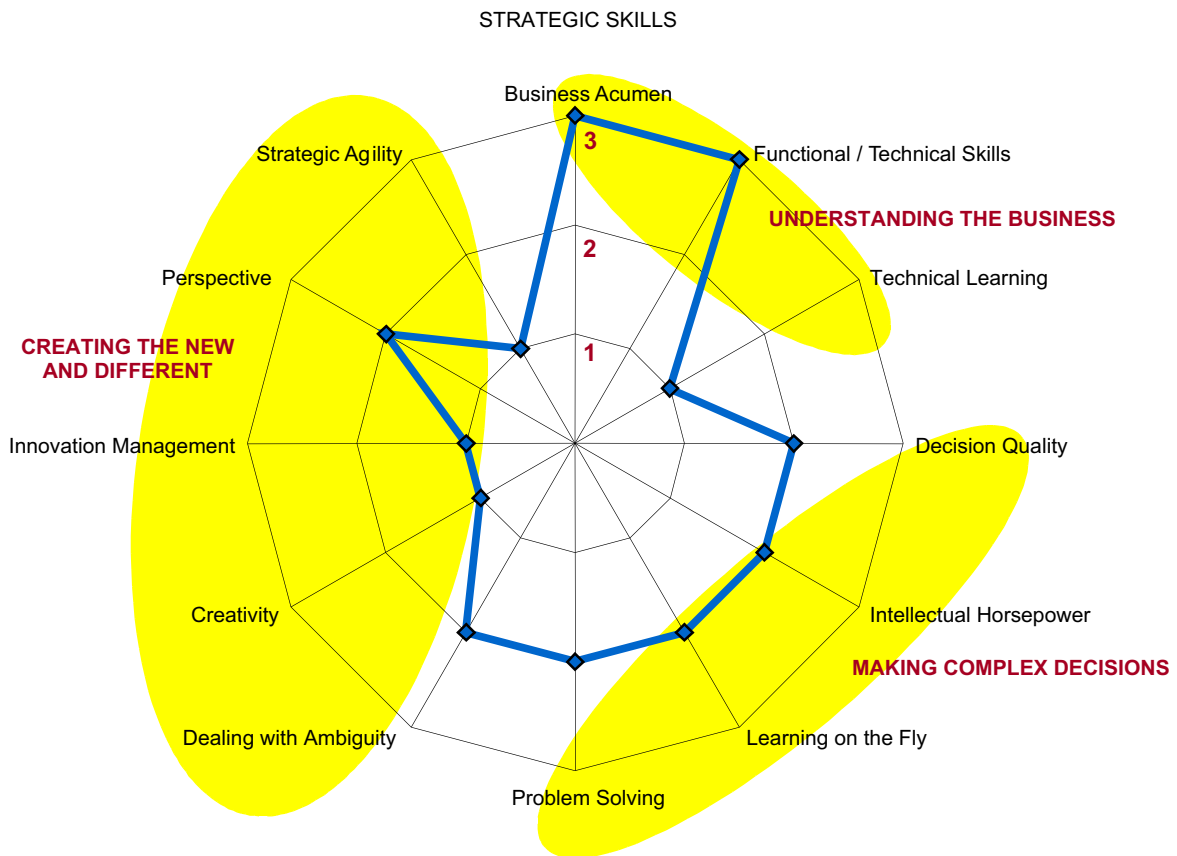 STRATEGIC SKILLS
Business Acumen
3
Strategic Agility
Functional / Technical Skills
UNDERSTANDING THE BUSINESS
2
Perspective
Technical Learning
CREATING THE NEW
AND DIFFERENT
1
Innovation Management
Decision Quality
Creativity
Intellectual Horsepower
MAKING COMPLEX DECISIONS
Dealing with Ambiguity
Learning on the Fly
Problem Solving